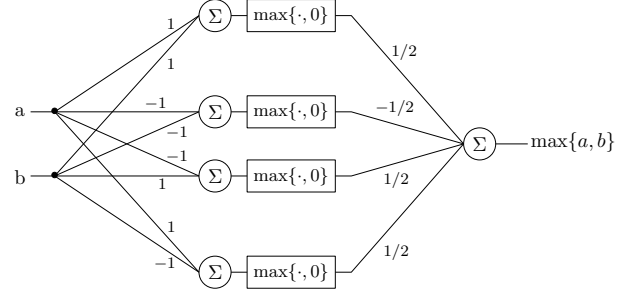 1 Σ max{·, 0}
1 1/2
a −1 Σ max{·, 0} −1/2
−1
Σ max{a, b}
−1
b 1 Σ max{·, 0} 1/2
1 1/2
−1 Σ max{·, 0}